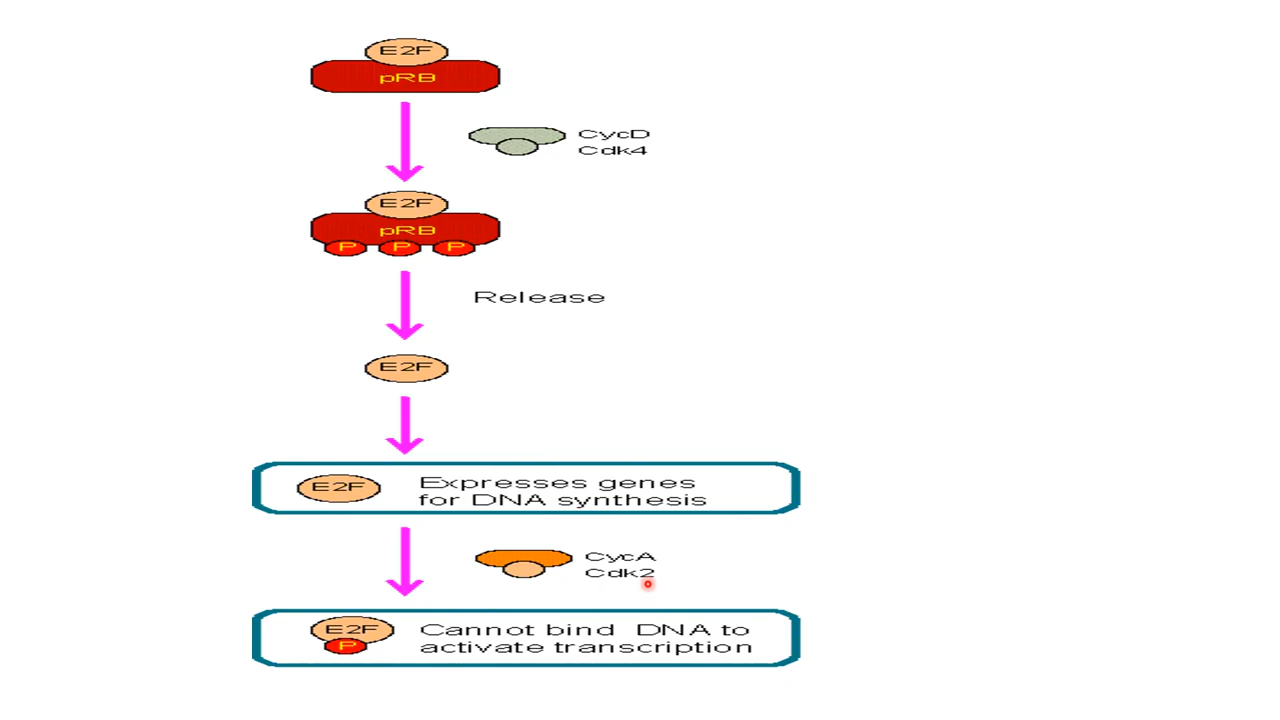 E2F
pRB
CycD
Cdk4
E2F
pRB
P P P
Release
E2F
E2F
Expresses genes
for DNA synthesis
CycA
Cdk2
E2F
P
Cannot bind DNA to
activate transcription